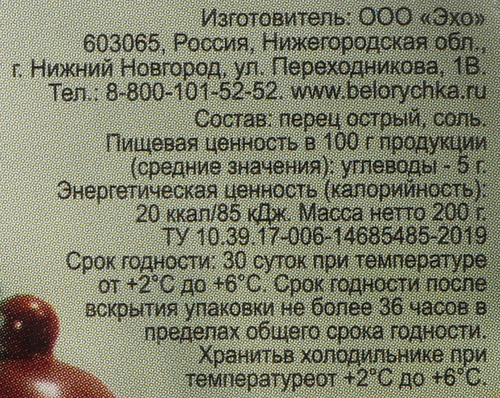 Изготовитель: ООО «Эхо»
603065, Россия, Нижегородская обл.,
г. Нижний Новгород, ул. Переходникова, 1В.
Тел.: 8-800-101-52-52. www.belorychka.ru
Состав: перец острый, соль.
Пищевая ценность в 100 г продукции
(средние значения): углеводы - 5 г.
Энергетическая ценность (калорийность):
20 ккал/85 кДж. Масса нетто 200 г.
ТУ 10.39.17-006-14685485-2019
Срок годности: 30 суток при температуре
от +2°С до +6°С. Срок годности после
вскрытия упаковки не более 36 часов в
пределах общего срока годности.
Хранитьв холодильнике при
температуреот +2°С до +6°С.